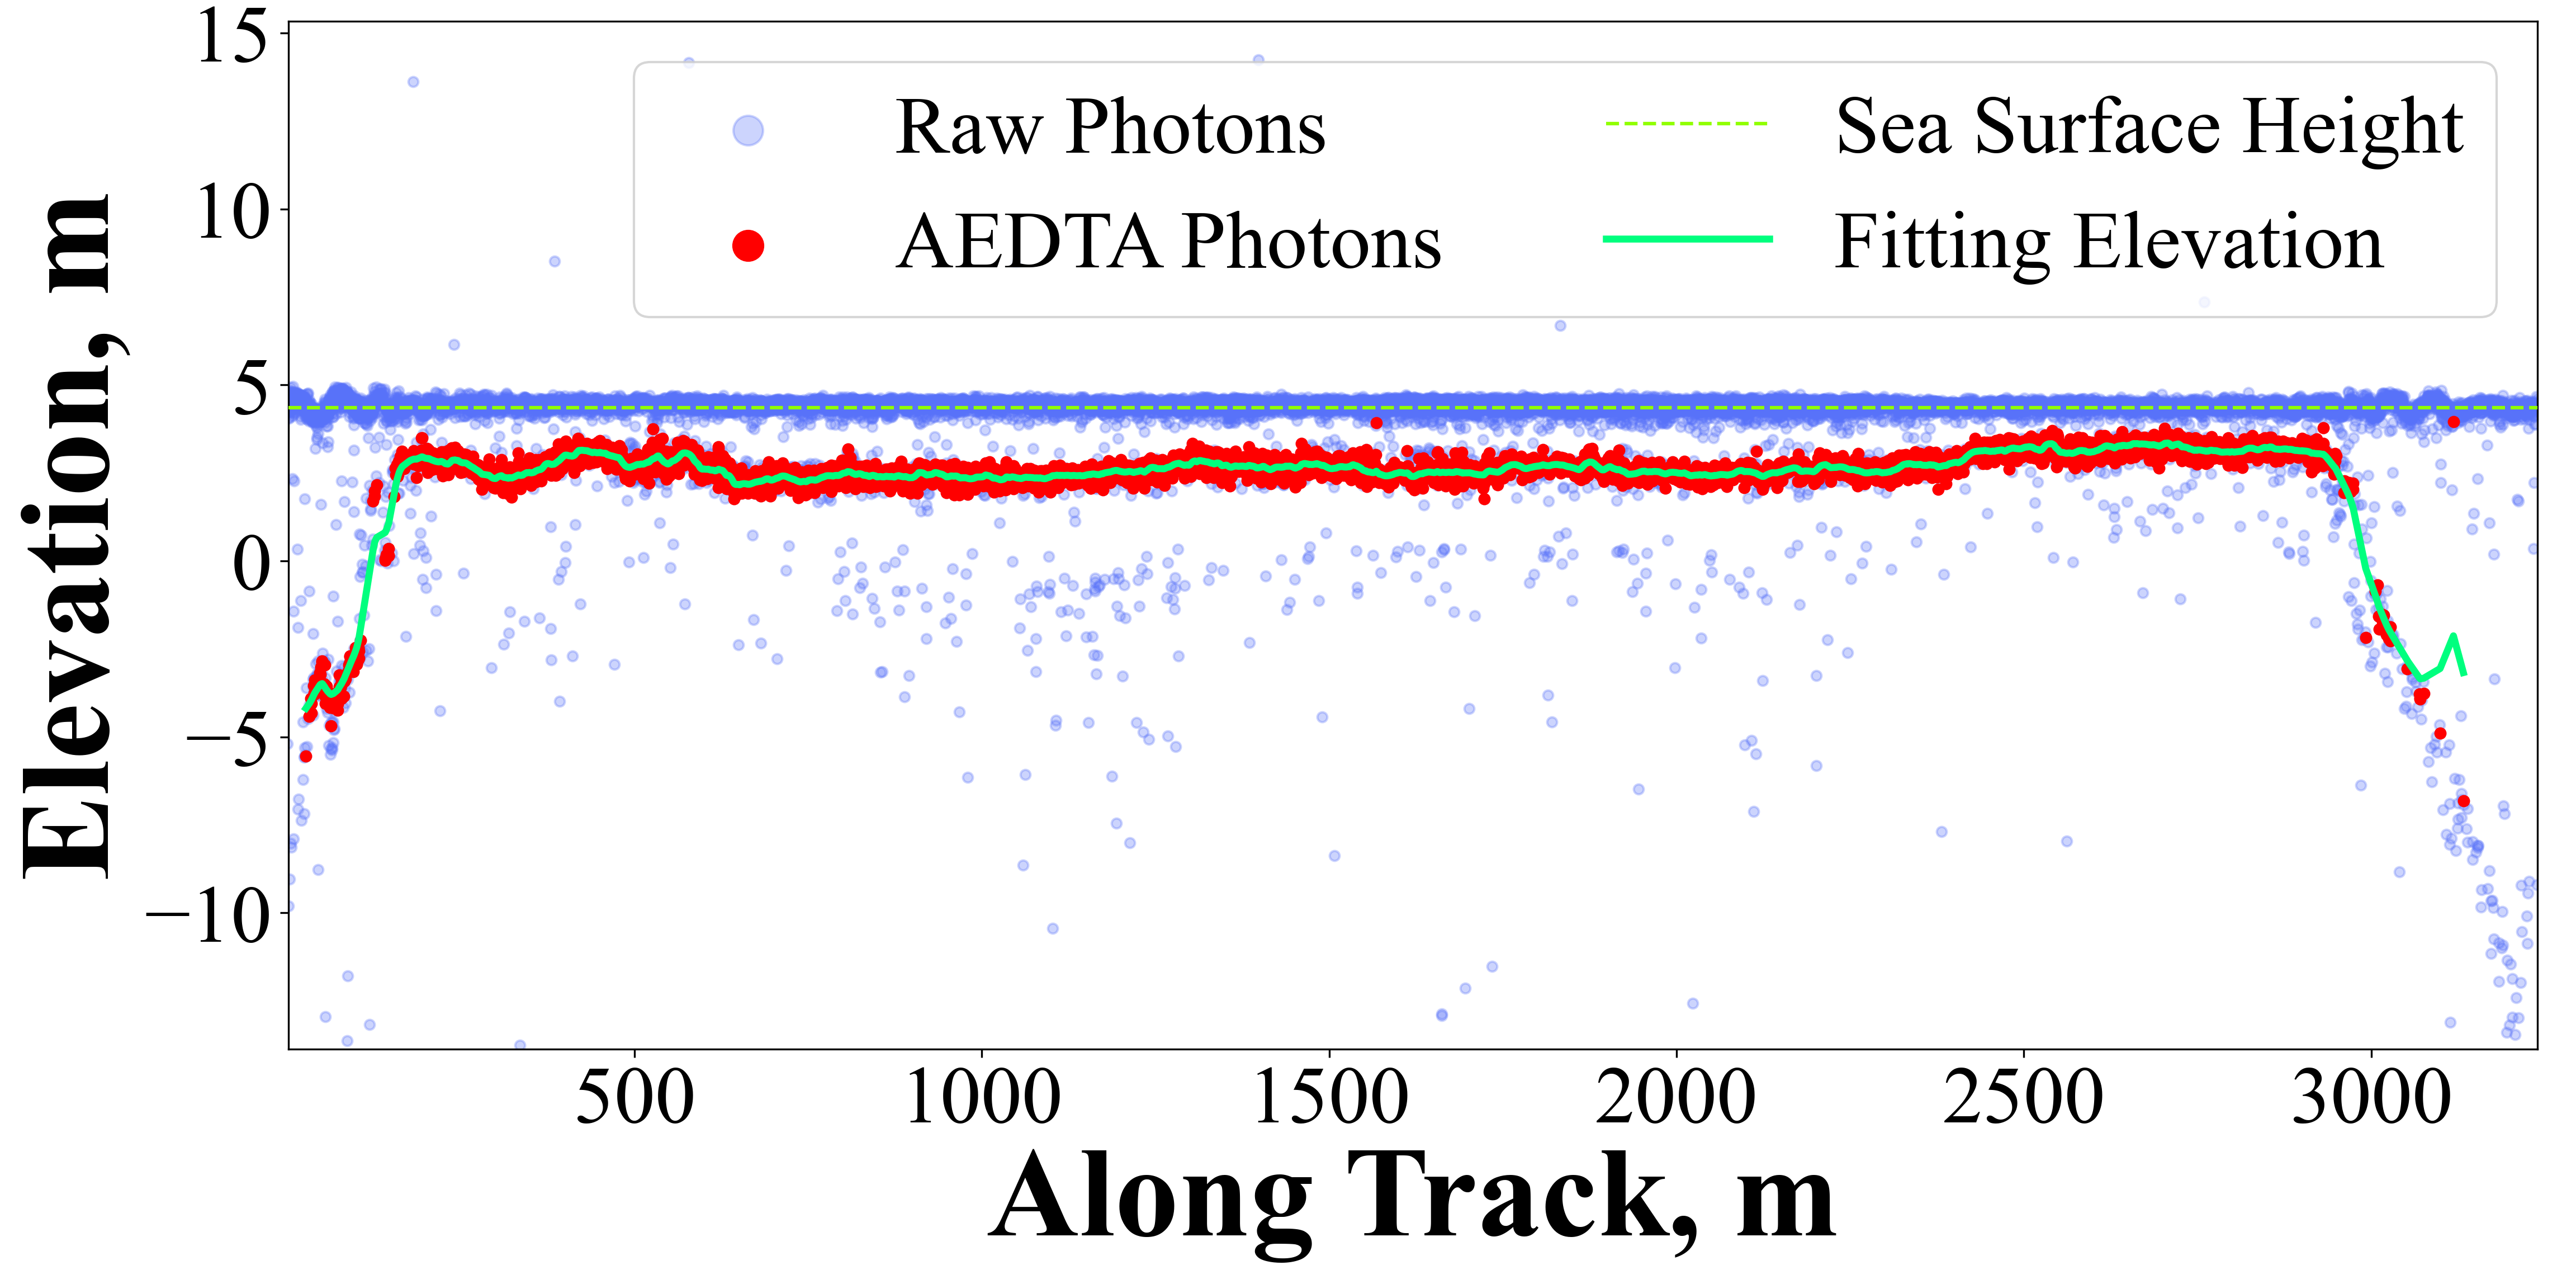 15
10
5
0
−5
−10
Elevation, m
Raw Photons
AEDTA Photons
Sea Surface Height
Fitting Elevation
500 1000 1500 2000 2500 3000
Along Track, m